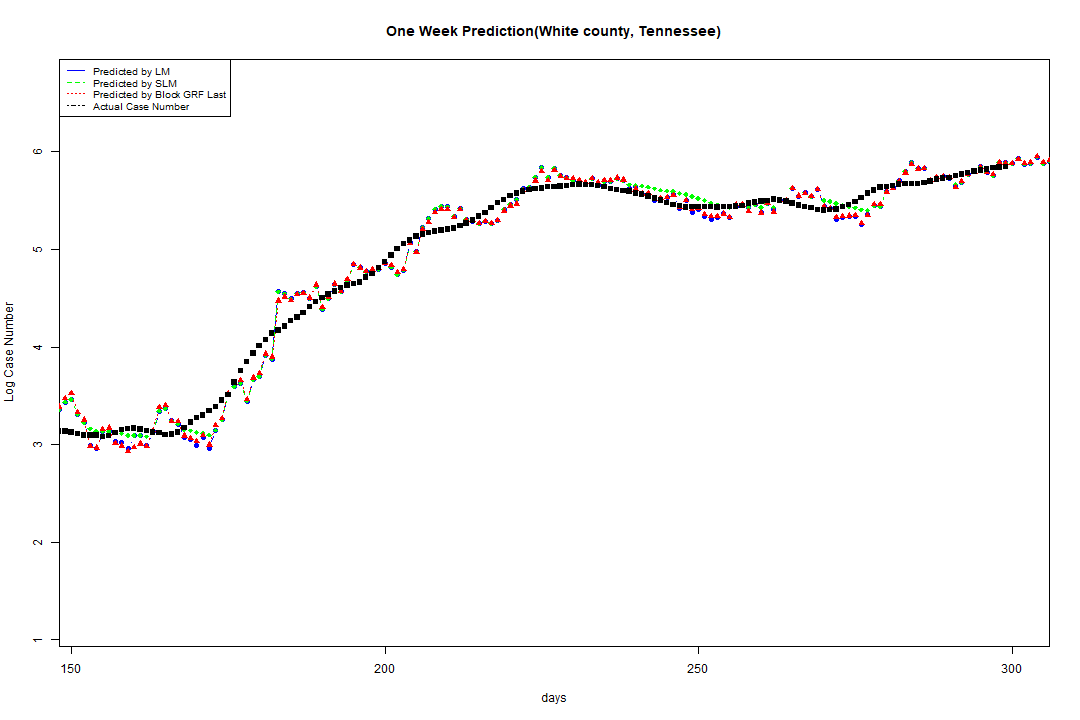 One Week Prediction(White county, Tennessee)
Predicted by LM
Predicted by SLM
Predicted by Block GRF Last
Actual Case Number
6
5
4
3
2
1
Log Case Number
150 200 250 300
days